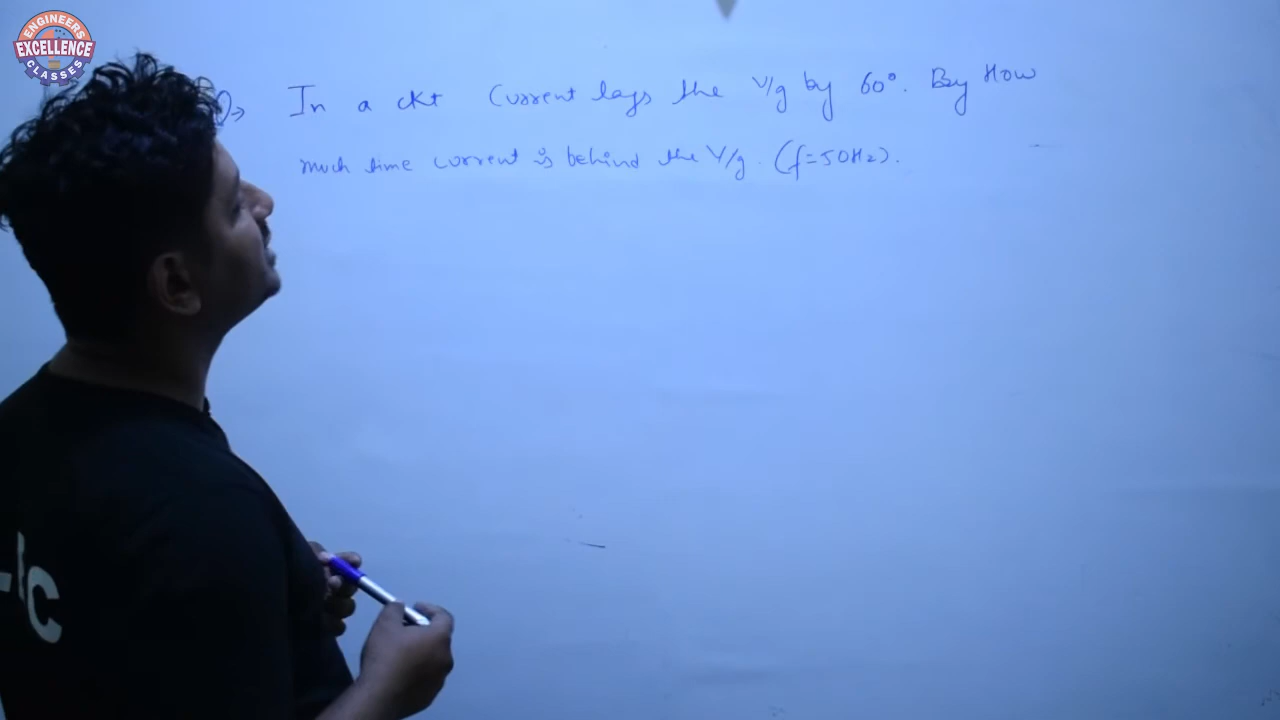 ENGINEERS
EXCELLENCE
CLASSES
Q→ In a ckt Current lags the V/g by 60°. By How
much time current is behind the V/g. (f=50Hz).